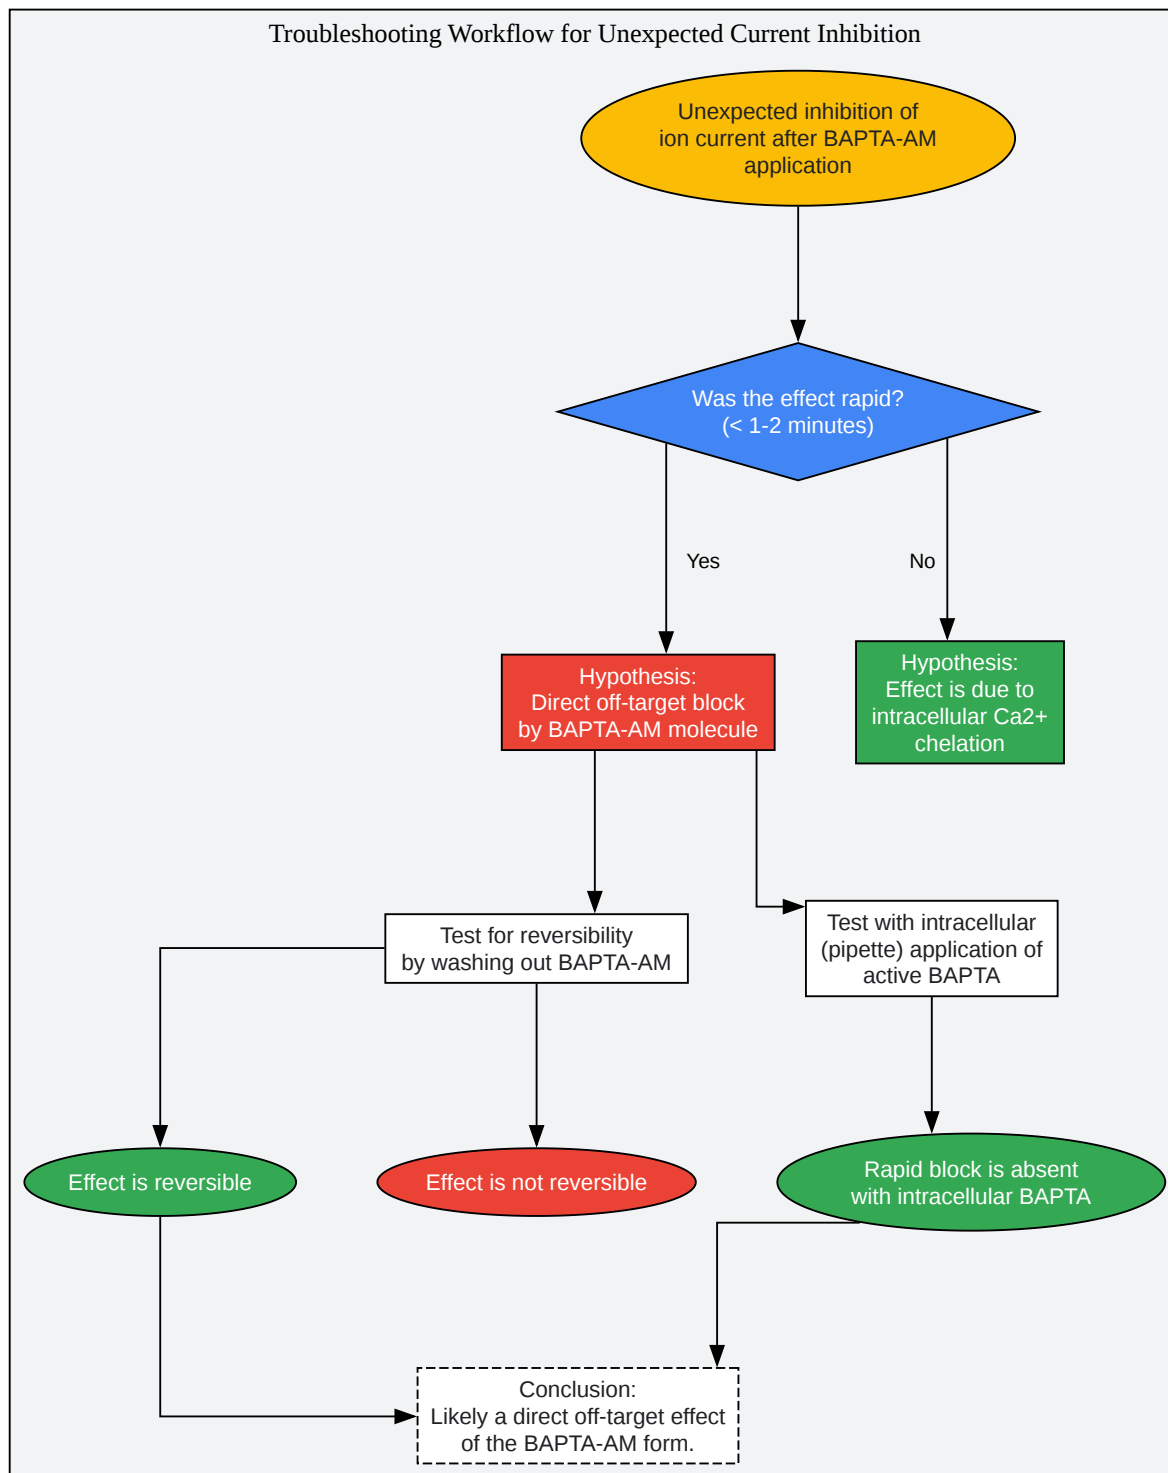 Troubleshooting Workflow for Unexpected Current Inhibition
Unexpected inhibition of
ion current after BAPTA-AM
application
Was the effect rapid?
(< 1-2 minutes)
Yes
No
Hypothesis:
Direct off-target block
by BAPTA-AM molecule
Hypothesis:
Effect is due to
intracellular Ca2+
chelation
Test for reversibility
by washing out BAPTA-AM
Test with intracellular
(pipette) application of
active BAPTA
Effect is reversible
Effect is not reversible
Rapid block is absent
with intracellular BAPTA
Conclusion:
Likely a direct off-target effect
of the BAPTA-AM form.